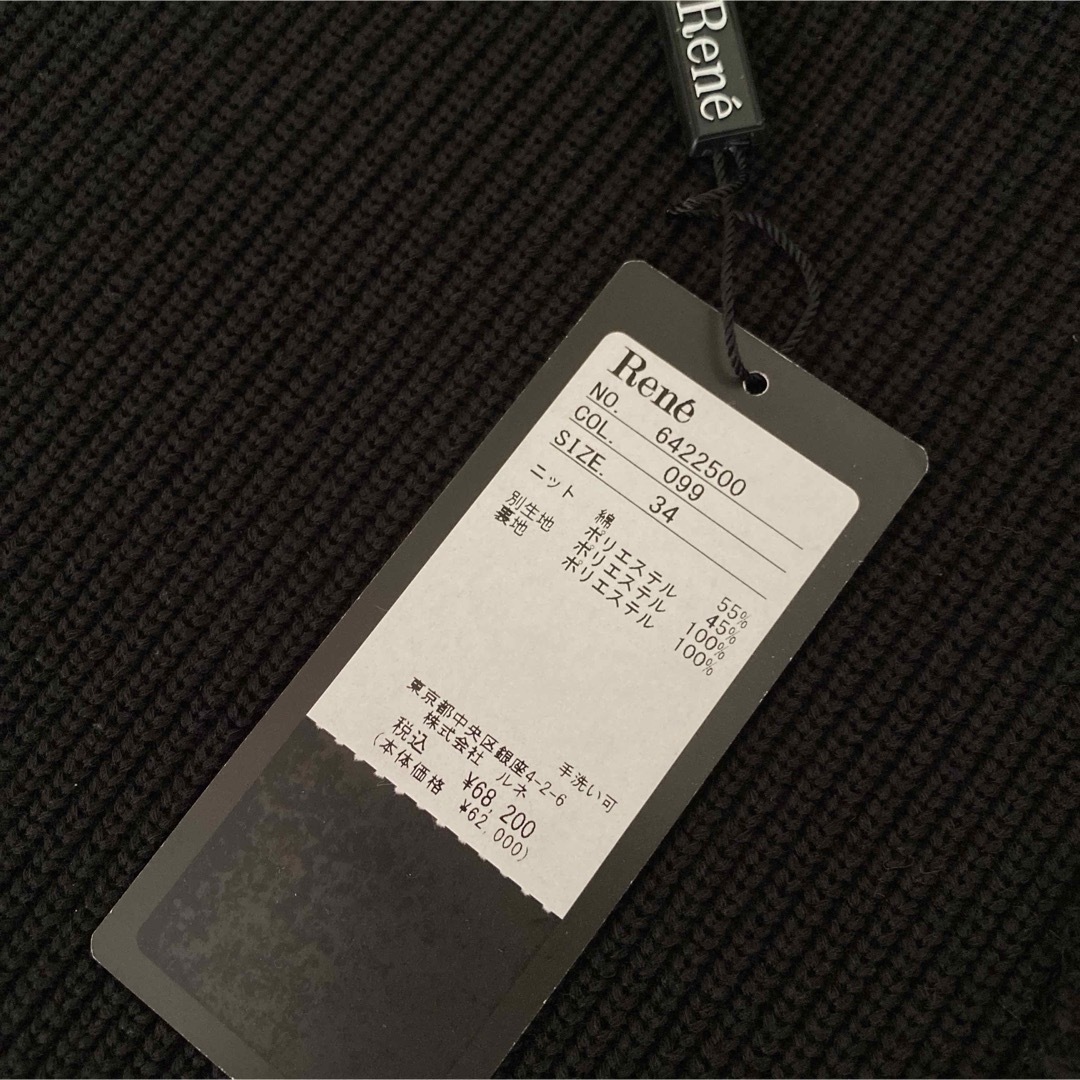 René
René
NO. 6422500
COL. 099
SIZE. 34
ニット 綿 55%
ポリエステル 45%
別生地 ポリエステル 100%
裏地 ポリエステル 100%
手洗い可
東京都中央区銀座4-2-6
株式会社 ルネ
税込 ¥68,200
(本体価格 ¥62,000)